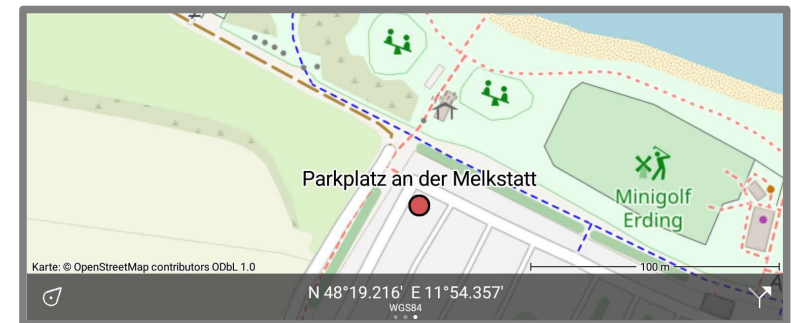 Parkplatz an der Melkstatt
Minigolf
Erding
Karte: © OpenStreetMap contributors ODbL 1.0
100 m
N 48°19.216' E 11°54.357'
WGS84